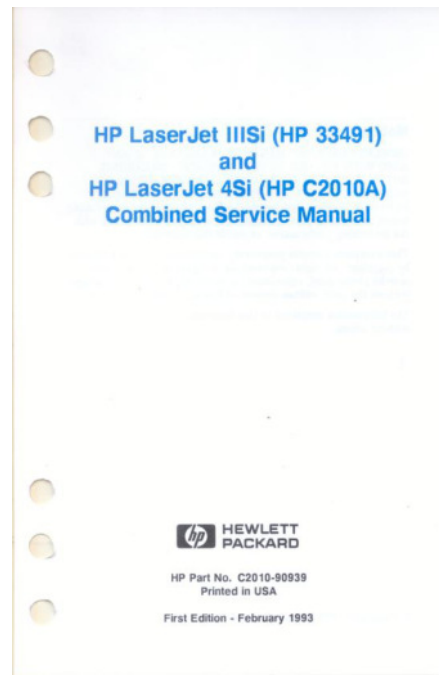 HP LaserJet IIISi (HP 33491)
and
HP LaserJet 4Si (HP C2010A)
Combined Service Manual
hp HEWLETT
PACKARD
HP Part No. C2010-90939
Printed in USA
First Edition - February 1993